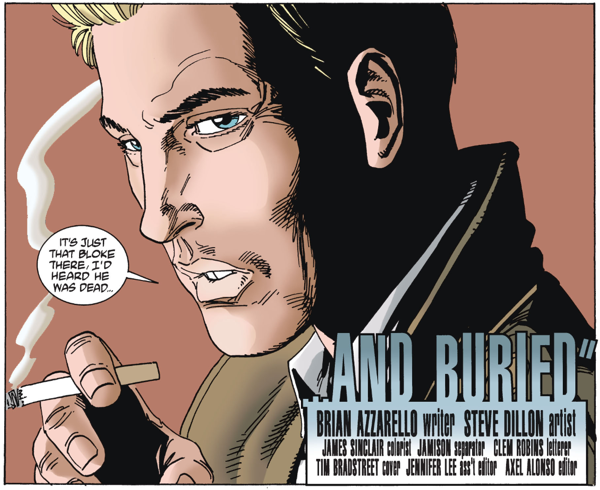 IT'S JUST
THAT BLOKE
THERE, I'D
HEARD HE
WAS DEAD...
...AND BURIED"
BRIAN AZZARELLO writer STEVE DILLON artist
JAMES SINCLAIR colorist JAMISON separator CLEM ROBINS letterer
TIM BRADSTREET cover JENNIFER LEE ass't editor AXEL ALONSO editor